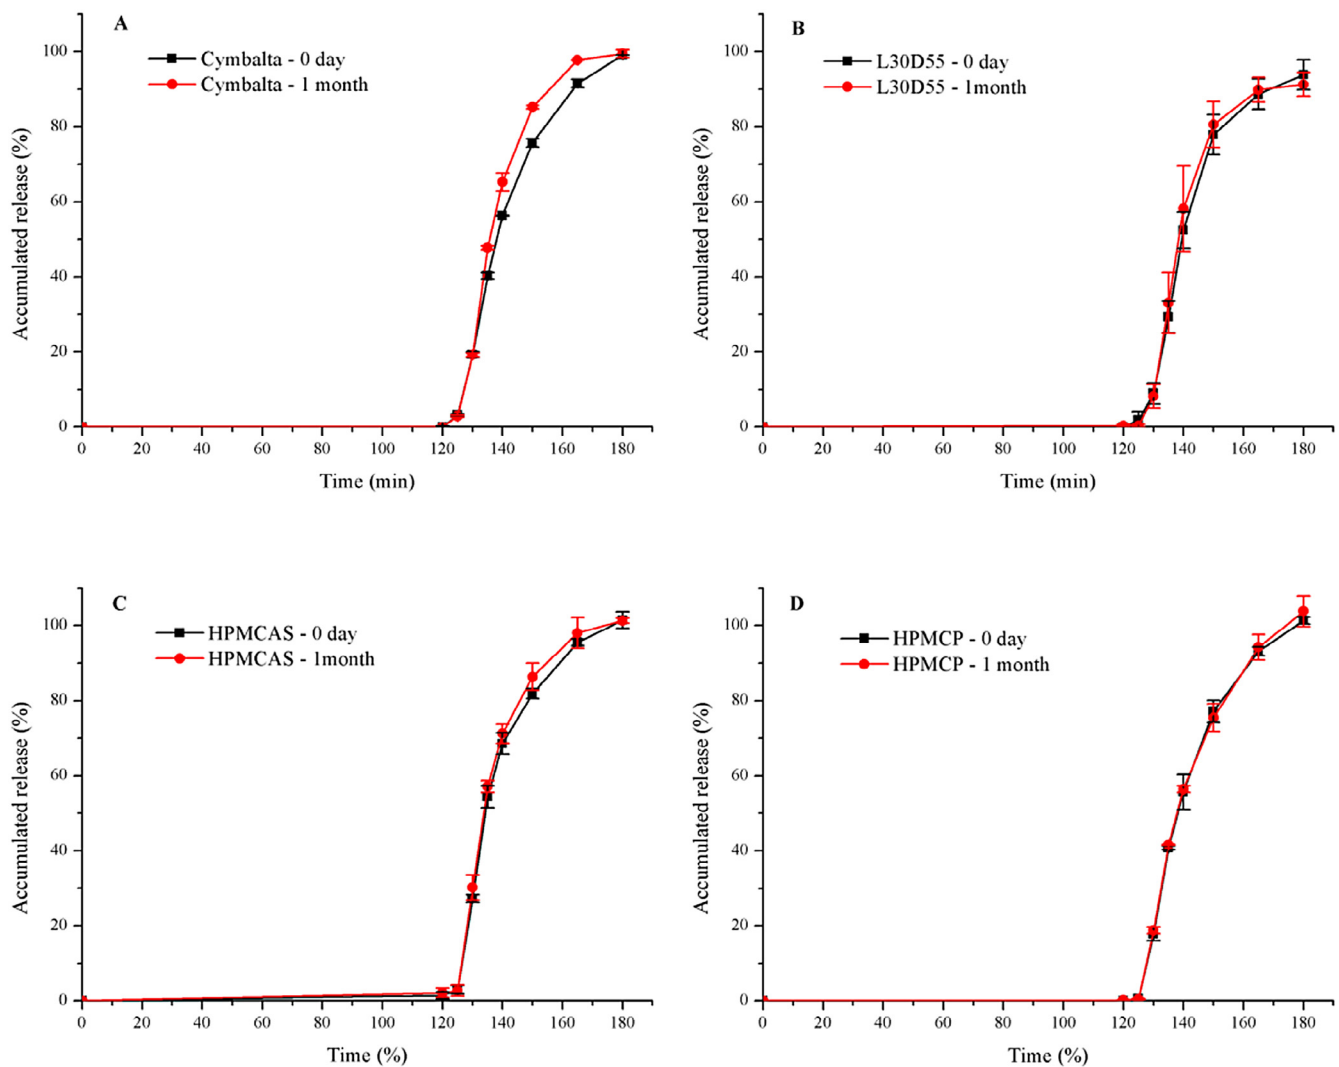 A
Cymbalta - 0 day
Cymbalta - 1 month
Accumulated release (%)
100
80
60
40
20
0
0 20 40 60 80 100 120 140 160 180
Time (min)
B
L30D55 - 0 day
L30D55 - 1month
Accumulated release (%)
100
80
60
40
20
0
0 20 40 60 80 100 120 140 160 180
Time (min)
C
HPMCAS - 0 day
HPMCAS - 1month
Accumulated release (%)
100
80
60
40
20
0
0 20 40 60 80 100 120 140 160 180
Time (%)
D
HPMCP - 0 day
HPMCP - 1 month
Accumulated release (%)
100
80
60
40
20
0
0 20 40 60 80 100 120 140 160 180
Time (%)